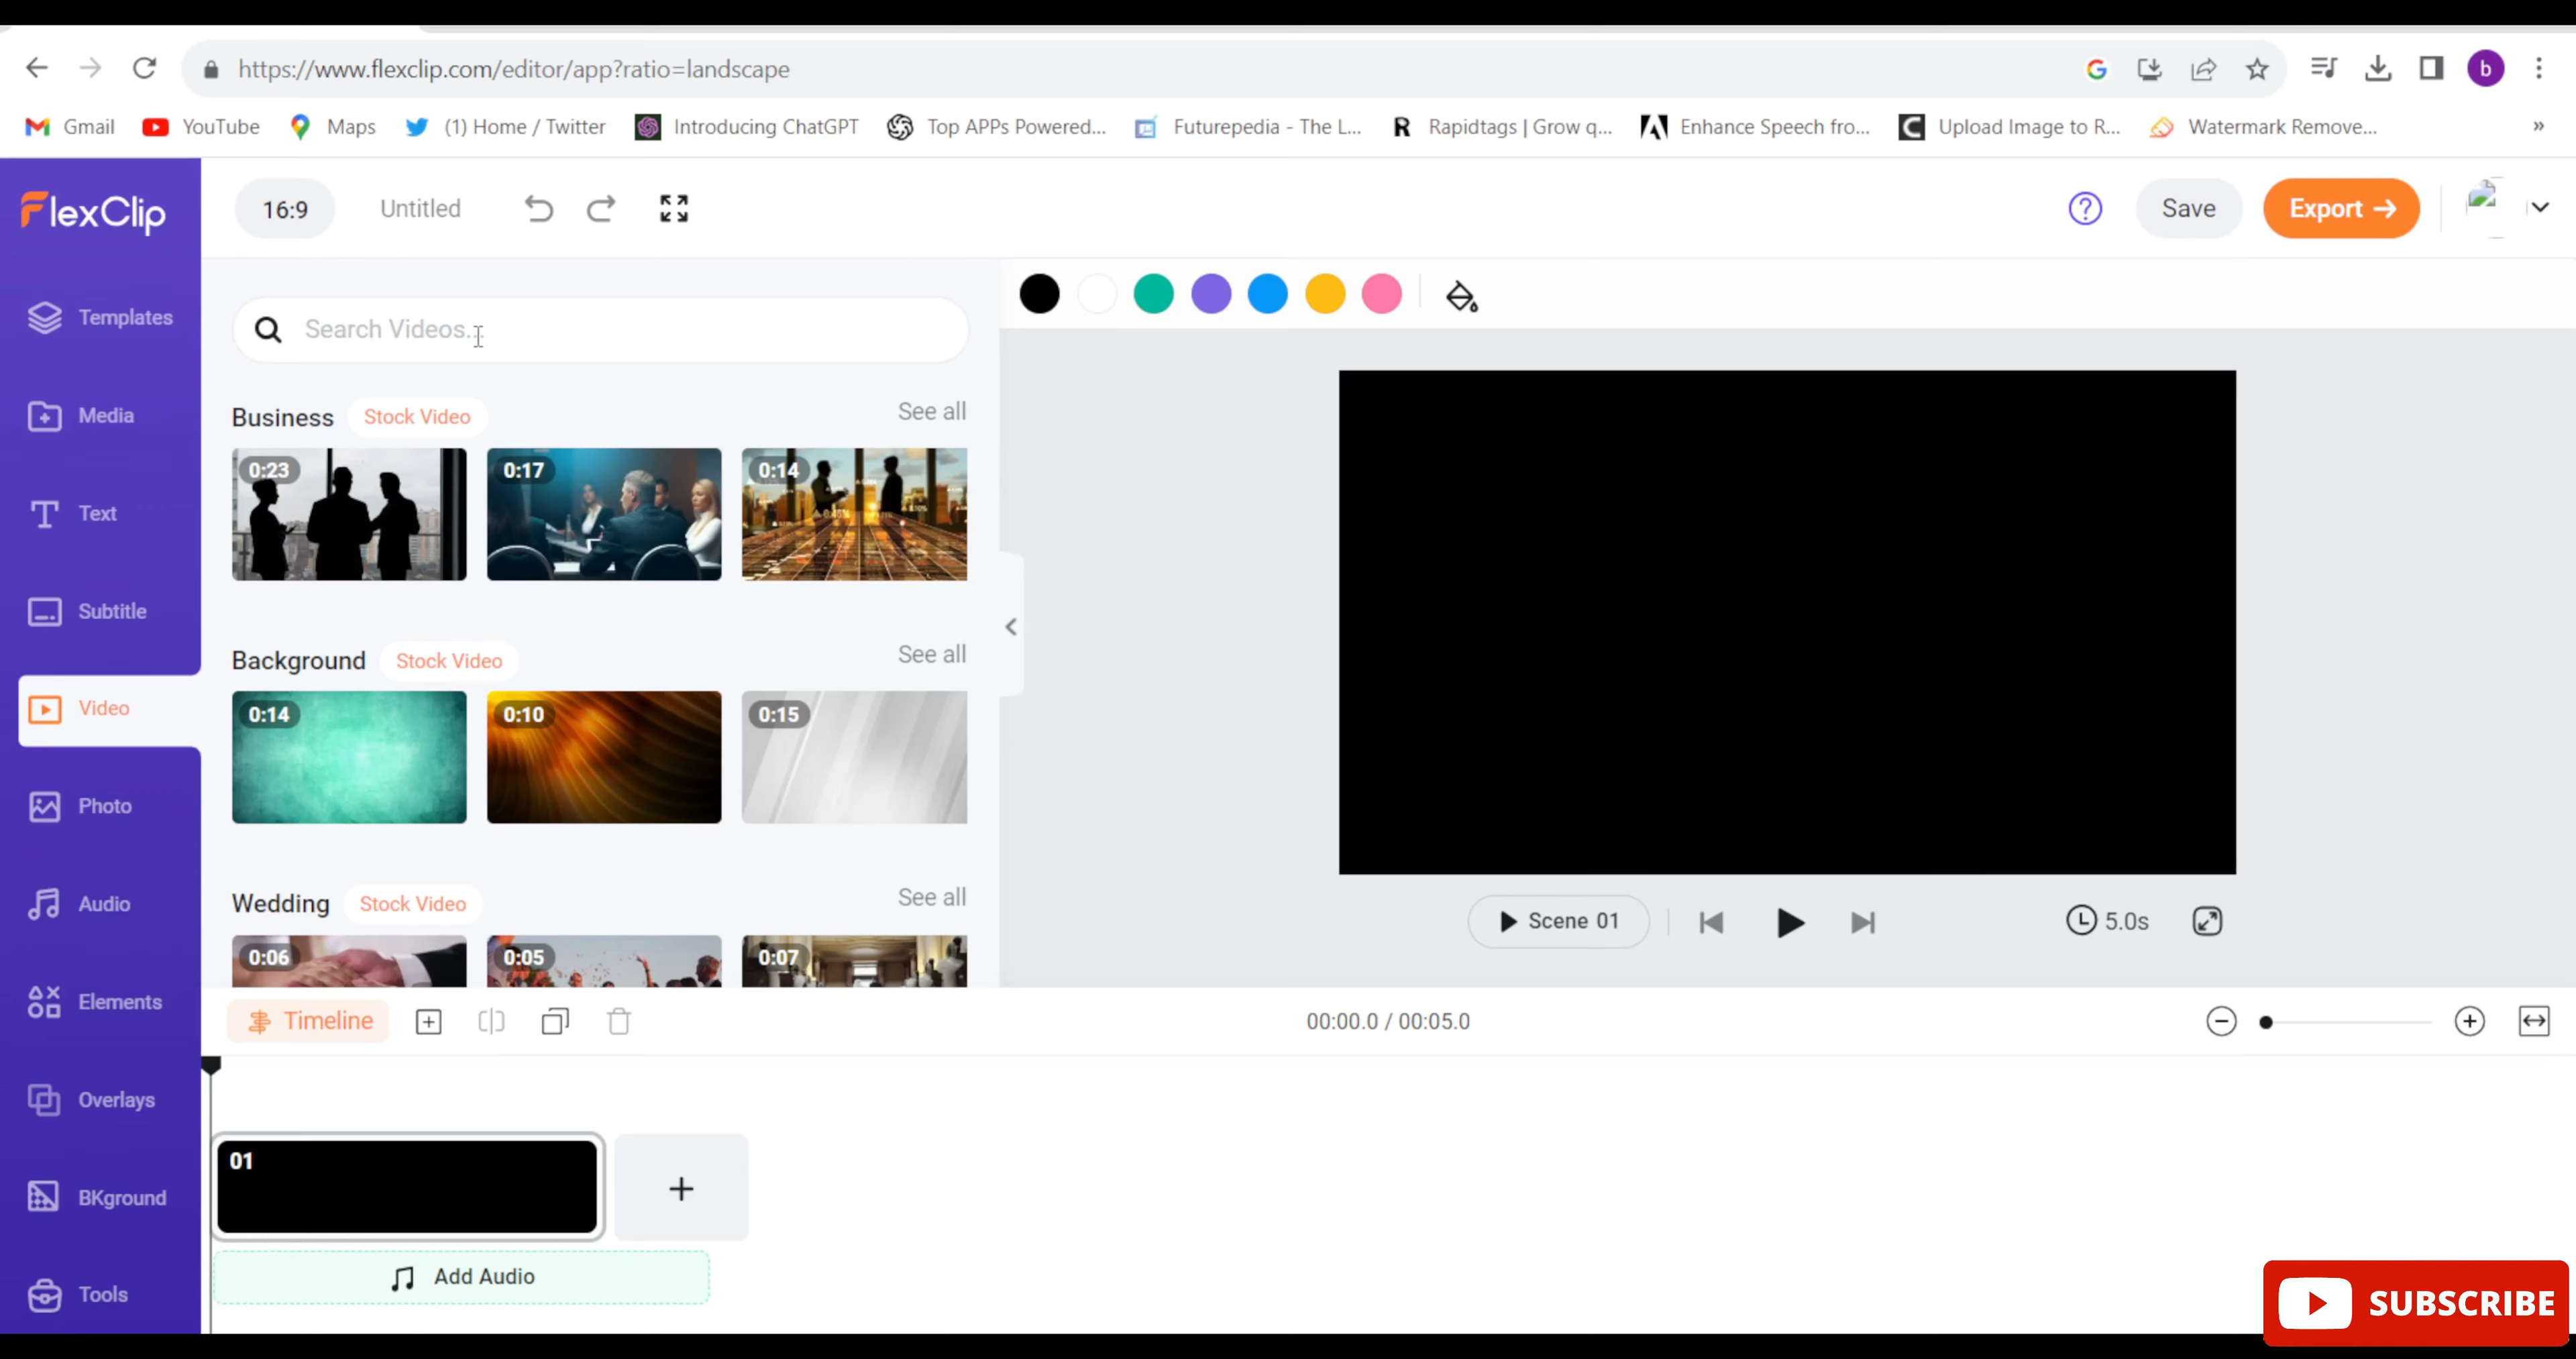 https://www.flexclip.com/editor/app?ratio=landscape
b
Gmail YouTube Maps (1) Home / Twitter Introducing ChatGPT Top APPs Powered... Futurepedia - The L... Rapidtags | Grow q... Enhance Speech fro... Upload Image to R... Watermark Remove... »
FlexClip 16:9 Untitled ? Save Export →
Search Videos...
Templates
Media
Text
Subtitle
Video
Photo
Audio
Elements
Overlays
BKground
Tools
Business Stock Video See all
0:23 0:17 0:14
Background Stock Video See all
0:14 0:10 0:15
Wedding Stock Video See all
0:06 0:05 0:07
Scene 01 5.0s
Timeline 00:00.0 / 00:05.0
01 +
Add Audio
SUBSCRIBE